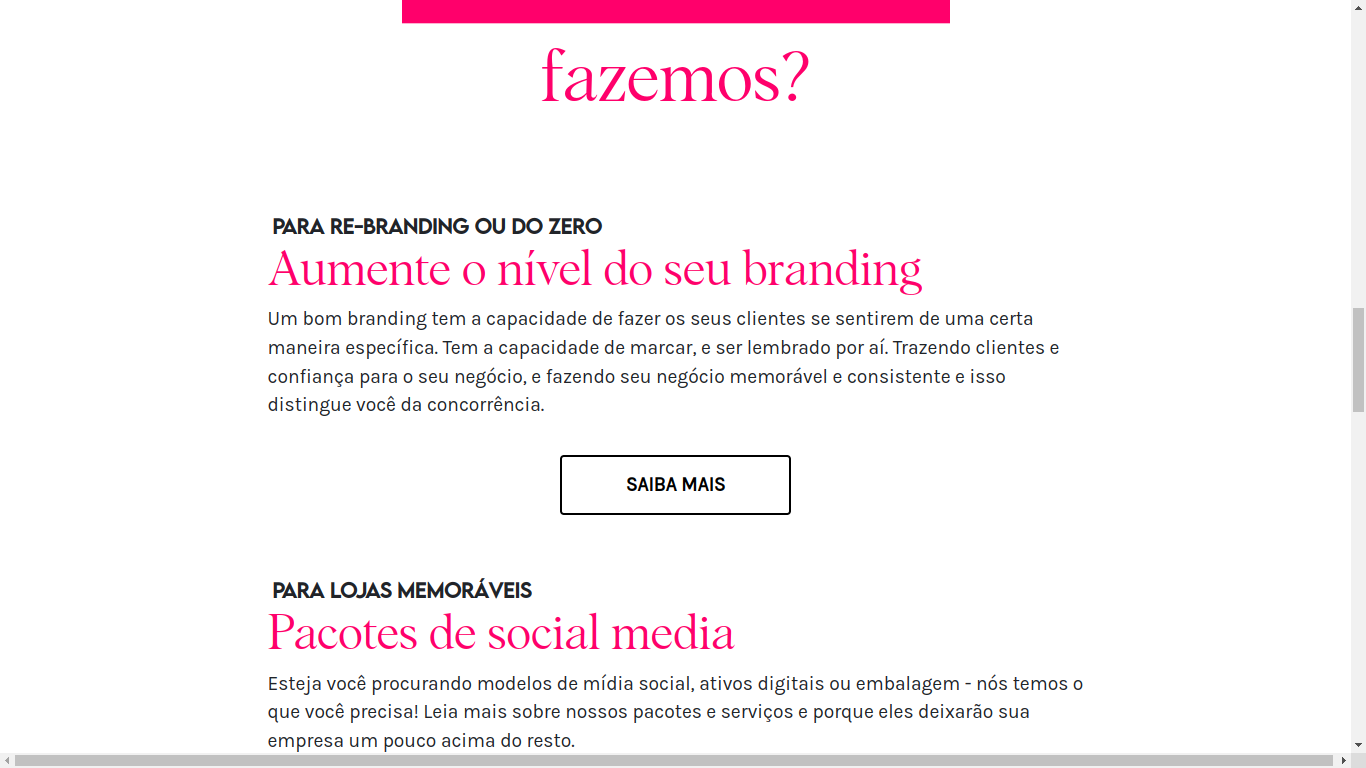 fazemos?
PARA RE-BRANDING OU DO ZERO
Aumente o nível do seu branding
Um bom branding tem a capacidade de fazer os seus clientes se sentirem de uma certa
maneira específica. Tem a capacidade de marcar, e ser lembrado por aí. Trazendo clientes e
confiança para o seu negócio, e fazendo seu negócio memorável e consistente e isso
distingue você da concorrência.
SAIBA MAIS
PARA LOJAS MEMORÁVEIS
Pacotes de social media
Esteja você procurando modelos de mídia social, ativos digitais ou embalagem - nós temos o
que você precisa! Leia mais sobre nossos pacotes e serviços e porque eles deixarão sua
empresa um pouco acima do resto.